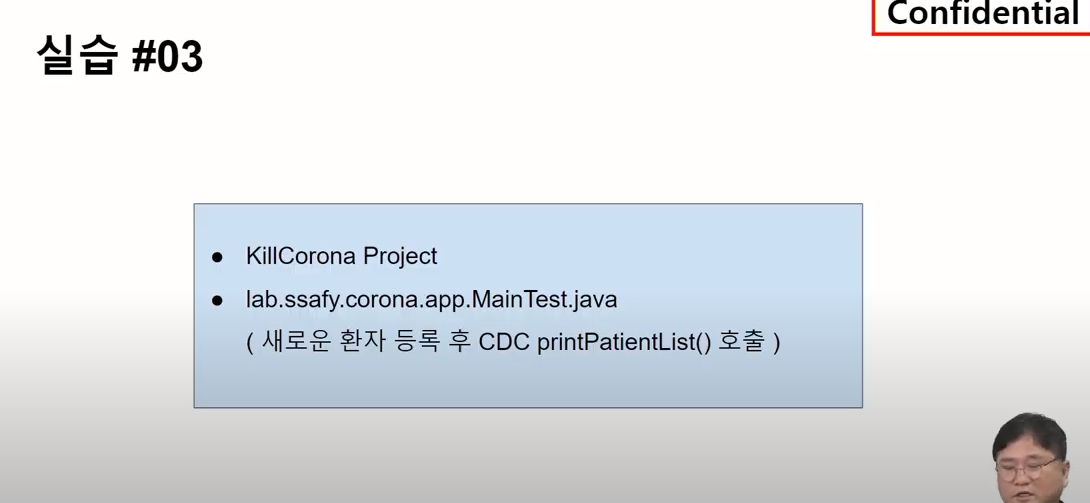 Confidential
실습 #03
● KillCorona Project
● lab.ssafy.corona.app.MainTest.java
( 새로운 환자 등록 후 CDC printPatientList() 호출 )